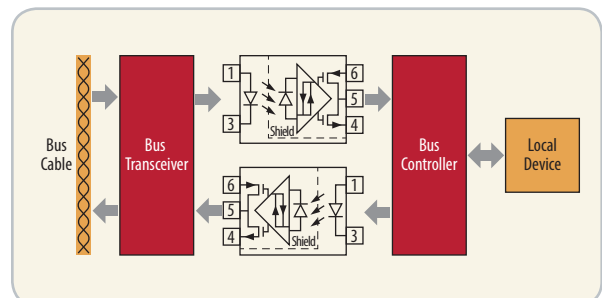 1
6
5
3
Shield
4
Bus
Cable
Bus
Transceiver
Bus
Controller
Local
Device
6
1
5
4
Shield
3